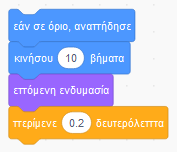 εάν σε όριο, αναπήδησε
κινήσου 10 βήματα
επόμενη ενδυμασία
περίμενε 0.2 δευτερόλεπτα